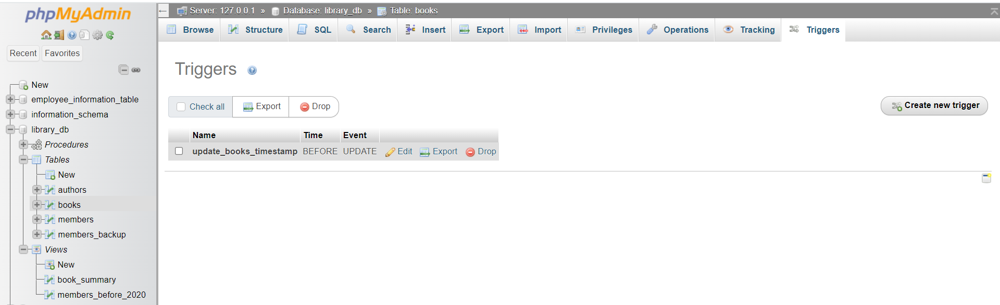 phpMyAdmin
Recent Favorites
New
employee_information_table
information_schema
library_db
Procedures
Tables
New
authors
books
members
members_backup
Views
New
book_summary
members_before_2020
Server: 127.0.0.1 » Database: library_db » Table: books
Browse Structure SQL Search Insert Export Import Privileges Operations Tracking Triggers
Triggers
Check all Export Drop
Create new trigger
Name Time Event
update_books_timestamp BEFORE UPDATE Edit Export Drop